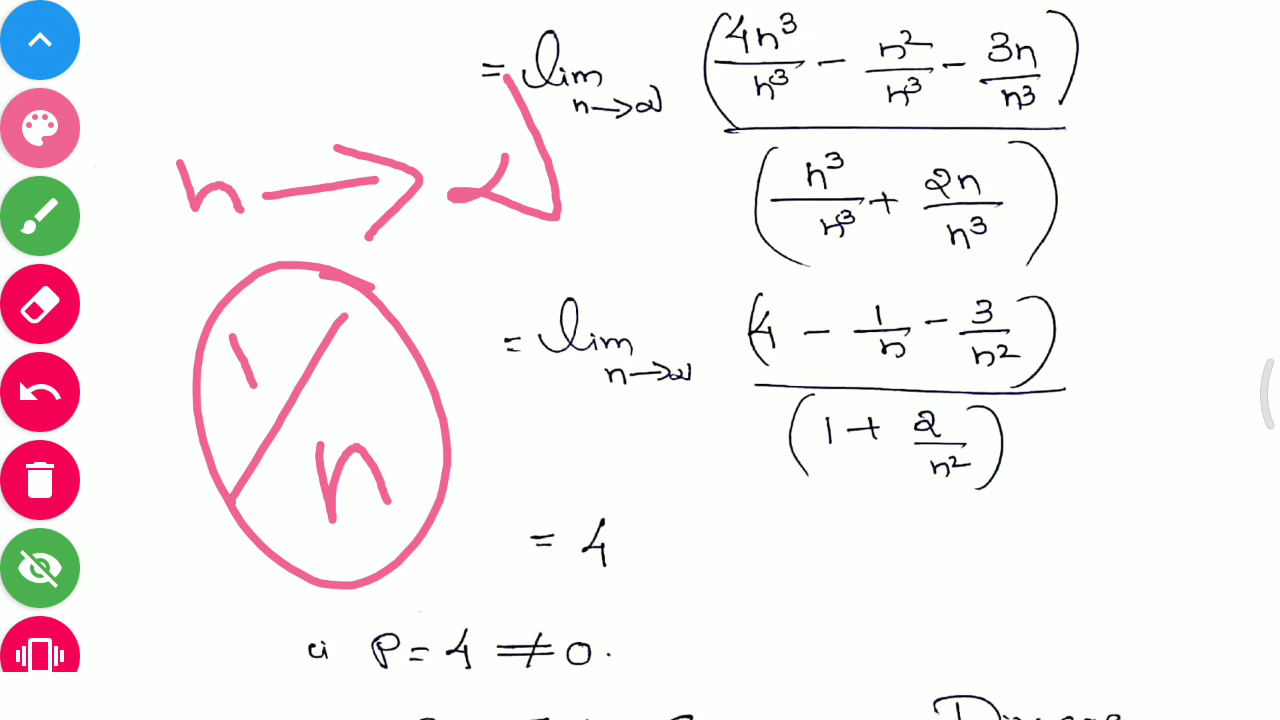 = lim n→∞ (4n³/n³ − n²/n³ − 3n/n³) / (n³/n³ + 2n/n³)
n → ∞
= lim n→∞ (4 − 1/n − 3/n²) / (1 + 2/n²)
1/n
= 4
P = 4 ≠ 0.